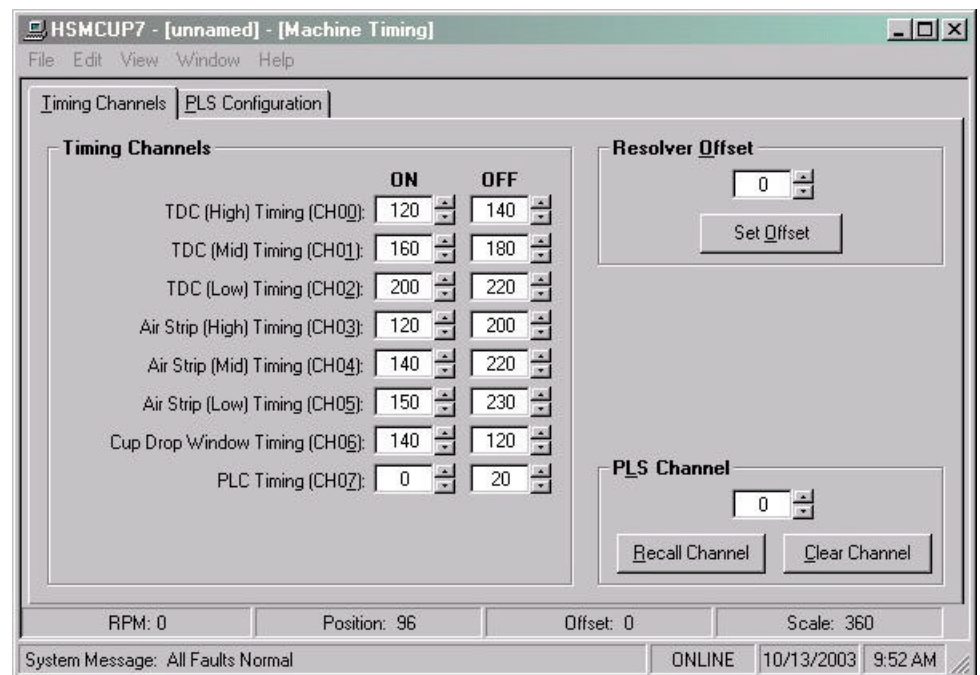 HSMCUP7 - [unnamed] - [Machine Timing]
File Edit View Window Help
Timing Channels PLS Configuration
Timing Channels
ON OFF
TDC (High) Timing (CH00): 120 140
TDC (Mid) Timing (CH01): 160 180
TDC (Low) Timing (CH02): 200 220
Air Strip (High) Timing (CH03): 120 200
Air Strip (Mid) Timing (CH04): 140 220
Air Strip (Low) Timing (CH05): 150 230
Cup Drop Window Timing (CH06): 140 120
PLC Timing (CH07): 0 20
Resolver Offset
0
Set Offset
PLS Channel
0
Recall Channel Clear Channel
RPM: 0 Position: 96 Offset: 0 Scale: 360
System Message: All Faults Normal ONLINE 10/13/2003 9:52 AM